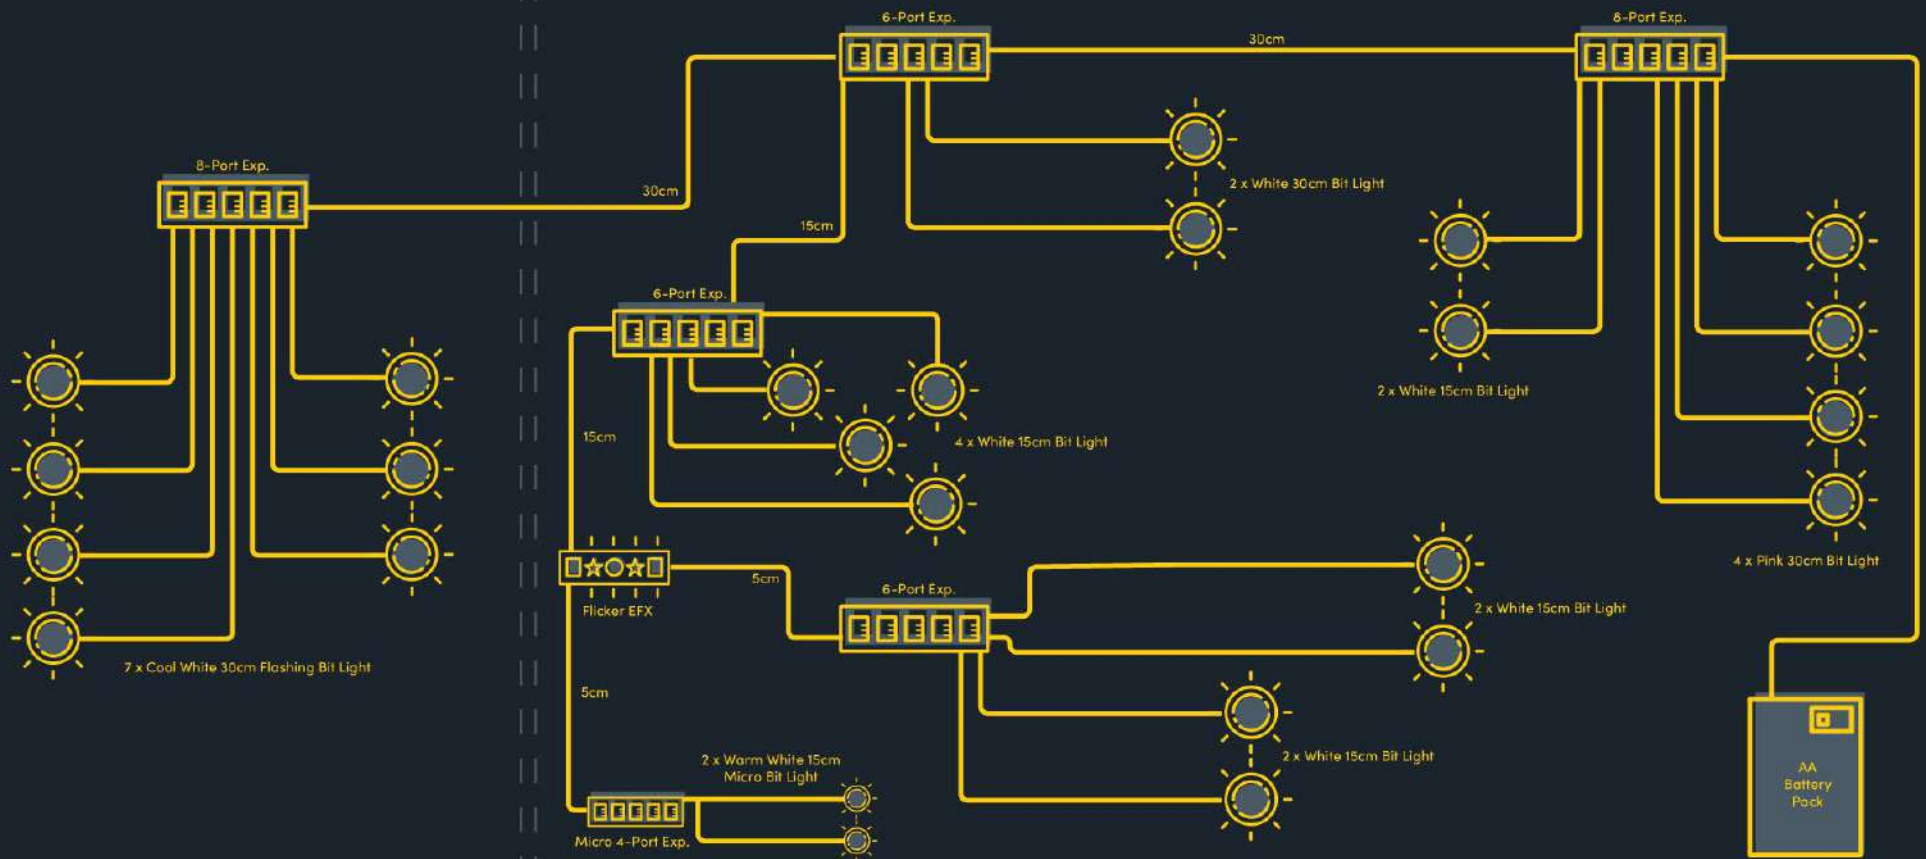 6-Port Exp.
8-Port Exp.
30cm
8-Port Exp.
30cm
2 x White 30cm Bit Light
15cm
6-Port Exp.
2 x White 15cm Bit Light
15cm
4 x White 15cm Bit Light
4 x Pink 30cm Bit Light
5cm
6-Port Exp.
Flicker EFX
2 x White 15cm Bit Light
7 x Cool White 30cm Flashing Bit Light
5cm
2 x Warm White 15cm
Micro Bit Light
2 x White 15cm Bit Light
AA
Battery
Pack
Micro 4-Port Exp.